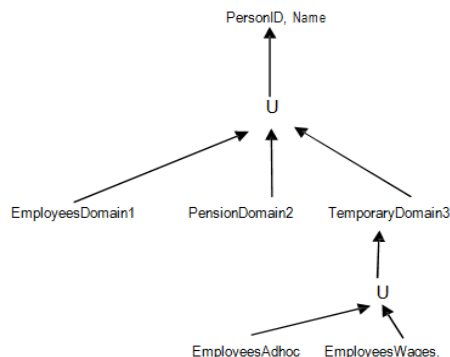 PersonID, Name
U
EmployeesDomain1 PensionDomain2 TemporaryDomain3
U
EmployeesAdhoc EmployeesWages.